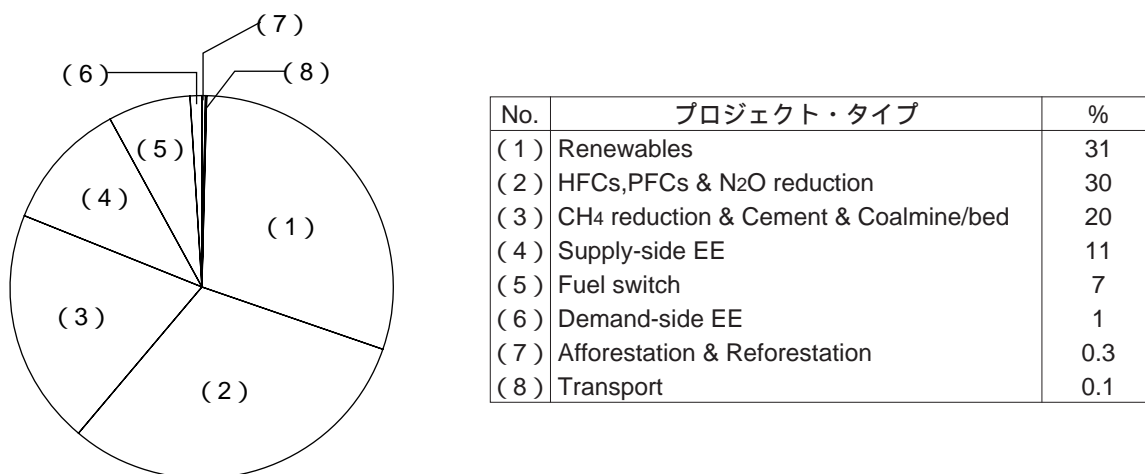 (7)
(6)
(8)
(5)
(4)
(1)
(3)
(2)
No. プロジェクト・タイプ %
(1) Renewables 31
(2) HFCs,PFCs & N2O reduction 30
(3) CH4 reduction & Cement & Coalmine/bed 20
(4) Supply-side EE 11
(5) Fuel switch 7
(6) Demand-side EE 1
(7) Afforestation & Reforestation 0.3
(8) Transport 0.1